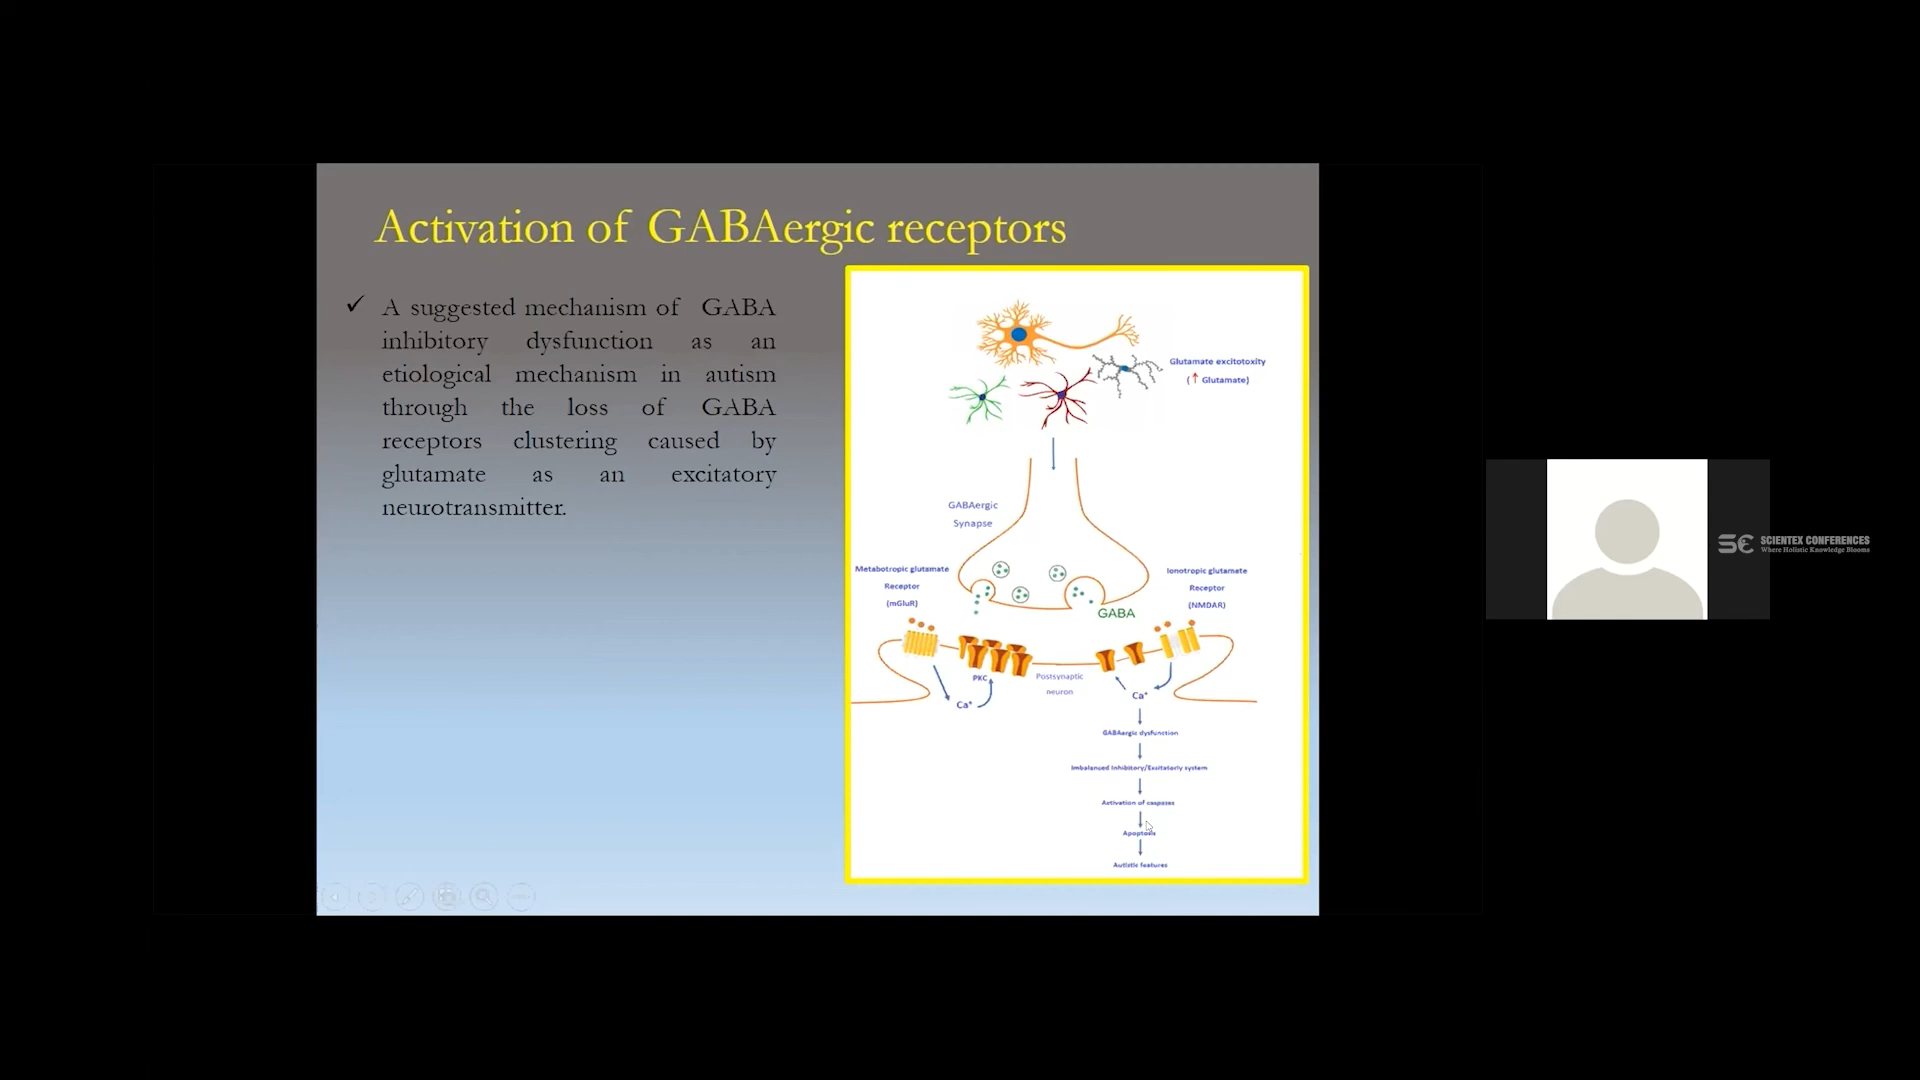 Activation of GABAergic receptors
✓ A suggested mechanism of GABA
inhibitory dysfunction as an
etiological mechanism in autism
through the loss of GABA
receptors clustering caused by
glutamate as an excitatory
neurotransmitter.
Glutamate excitotoxity
(↑ Glutamate)
GABAergic
Synapse
Metabotropic glutamate
Receptor
(mGluR)
Ionotropic glutamate
Receptor
(NMDAR)
GABA
PKC
Postsynaptic
neuron
Ca⁺
Ca⁺
GABAergic dysfunction
Imbalanced Inhibitory/Excitatory system
Activation of caspases
Apoptosis
Autistic features
SCIENTEX CONFERENCES
Where Holistic Knowledge Blooms